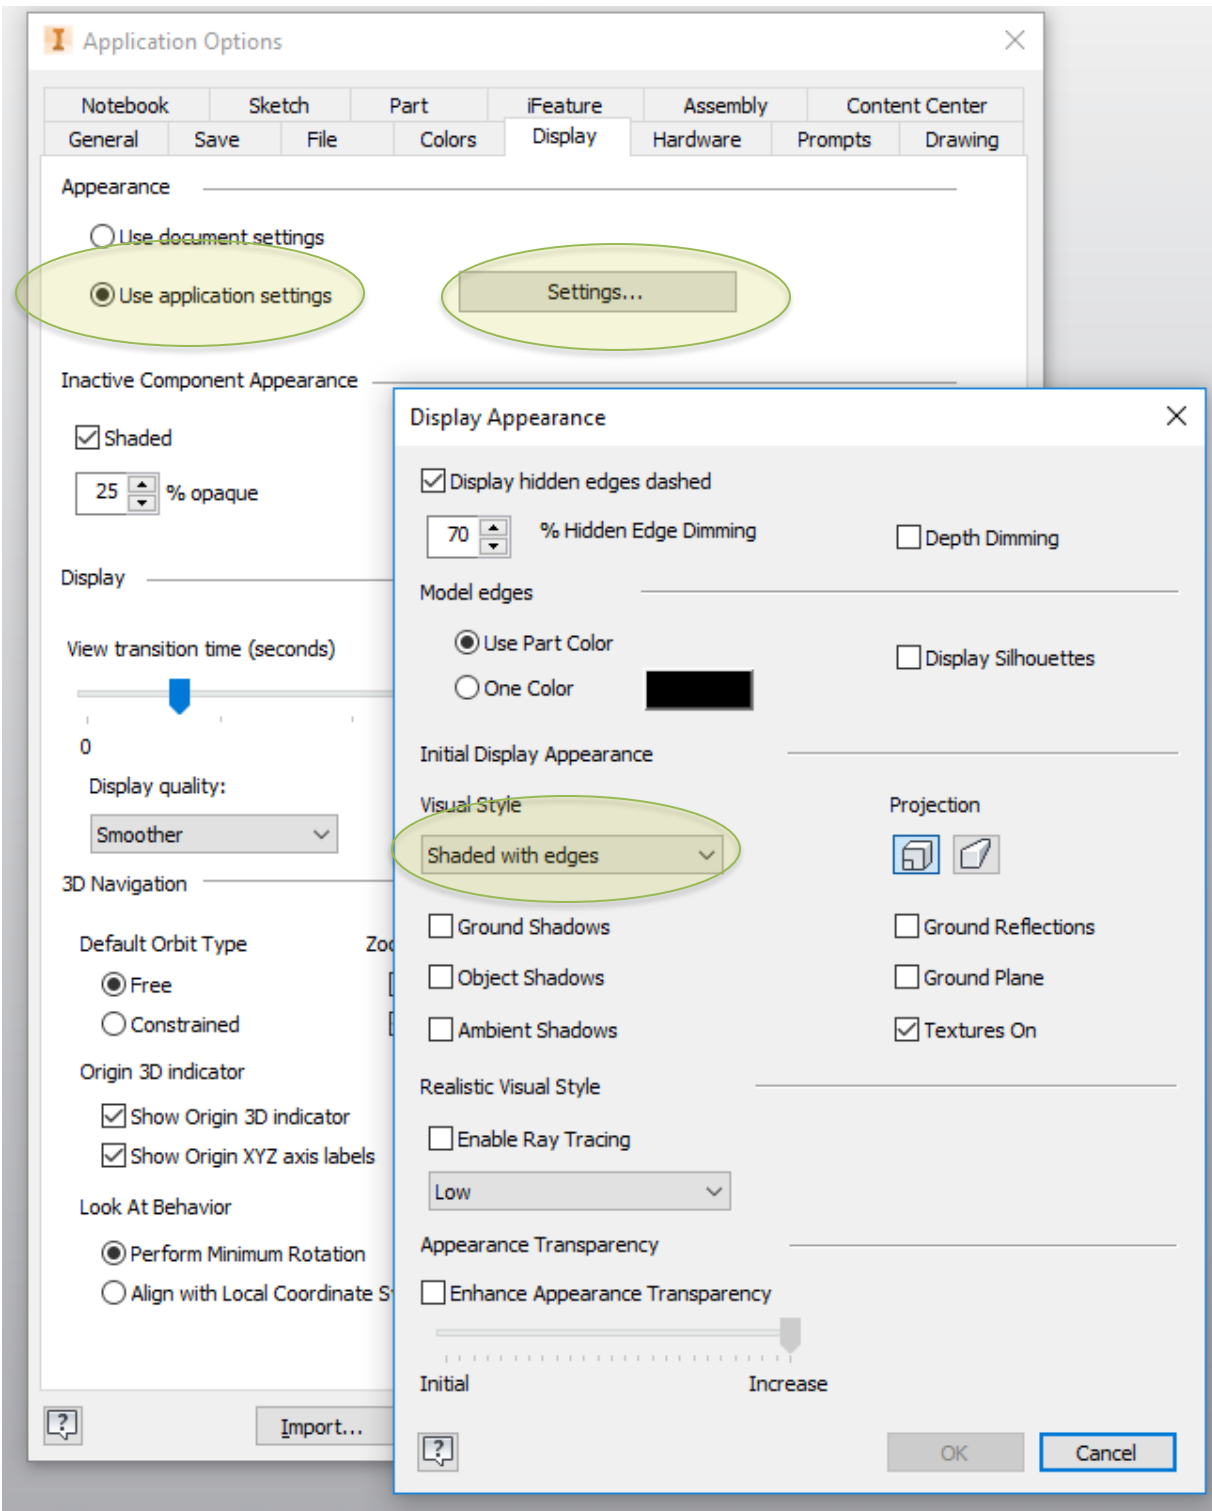 Application Options
Notebook Sketch Part iFeature Assembly Content Center
General Save File Colors Display Hardware Prompts Drawing
Appearance
Use document settings
Use application settings Settings...
Inactive Component Appearance
Shaded
25 % opaque
Display
View transition time (seconds)
0
Display quality:
Smoother
3D Navigation
Default Orbit Type Zoo
Free
Constrained
Origin 3D indicator
Show Origin 3D indicator
Show Origin XYZ axis labels
Look At Behavior
Perform Minimum Rotation
Align with Local Coordinate S
Import...
Display Appearance
Display hidden edges dashed
70 % Hidden Edge Dimming Depth Dimming
Model edges
Use Part Color
Display Silhouettes
One Color
Initial Display Appearance
Visual Style Projection
Shaded with edges
Ground Shadows Ground Reflections
Object Shadows Ground Plane
Ambient Shadows Textures On
Realistic Visual Style
Enable Ray Tracing
Low
Appearance Transparency
Enhance Appearance Transparency
Initial Increase
OK Cancel